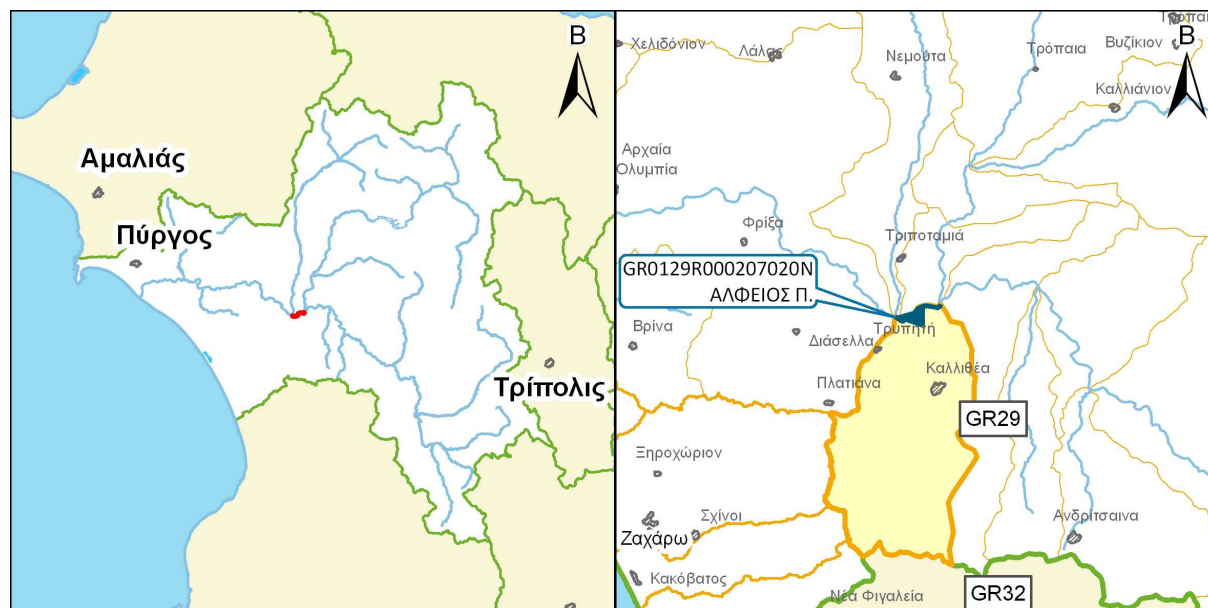 B
Αμαλιάς
Πύργος
Τρίπολις
B
Χελιδόνιον
Λάλας
Νεμούτα
Τρόπαια
Βυζίκιον
Καλλιάνιον
Αρχαία
Ολυμπία
Φρίξα
Τριποταμιά
GR0129R000207020N
ΑΛΦΕΙΟΣ Π.
Βρίνα
Διάσελλα
Τρυπητή
Πλατιάνα
Καλλιθέα
GR29
Ξηροχώριον
Σχίνοι
Ζαχάρω
Ανδρίτσαινα
Κακόβατος
Νέα Φιγαλεία
GR32